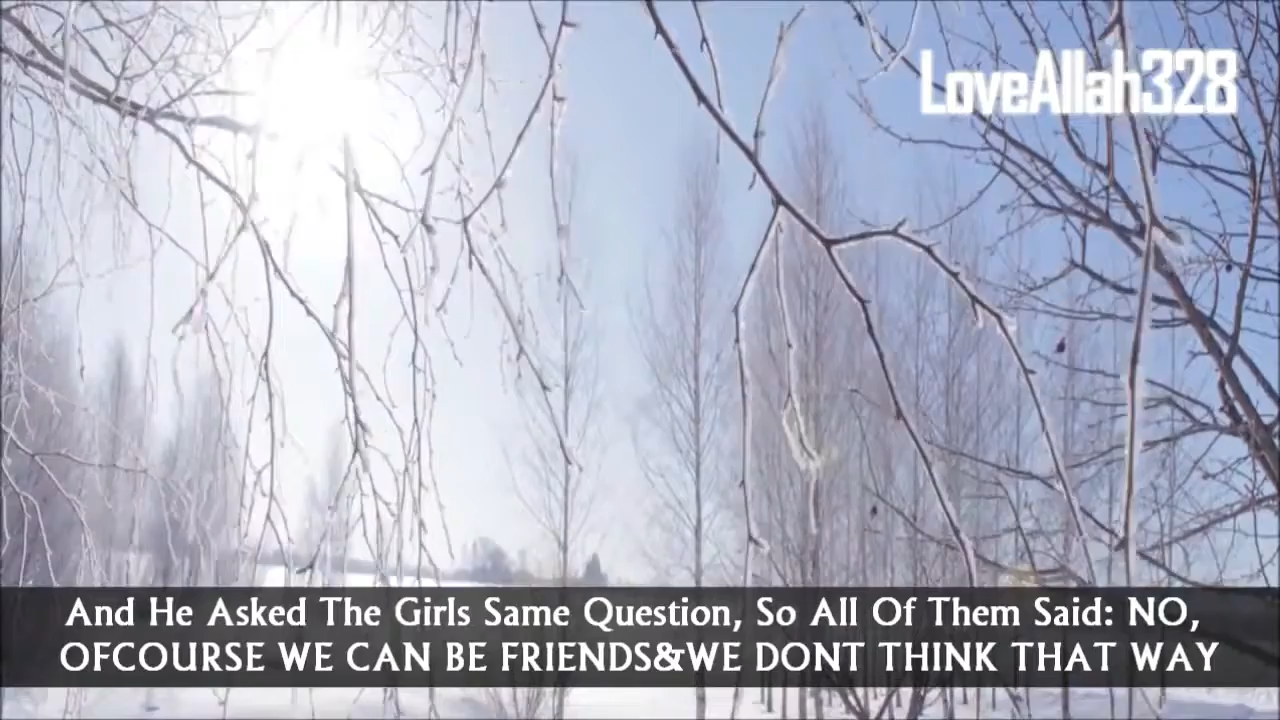 LoveAllah328
And He Asked The Girls Same Question, So All Of Them Said: NO,
OFCOURSE WE CAN BE FRIENDS&WE DONT THINK THAT WAY